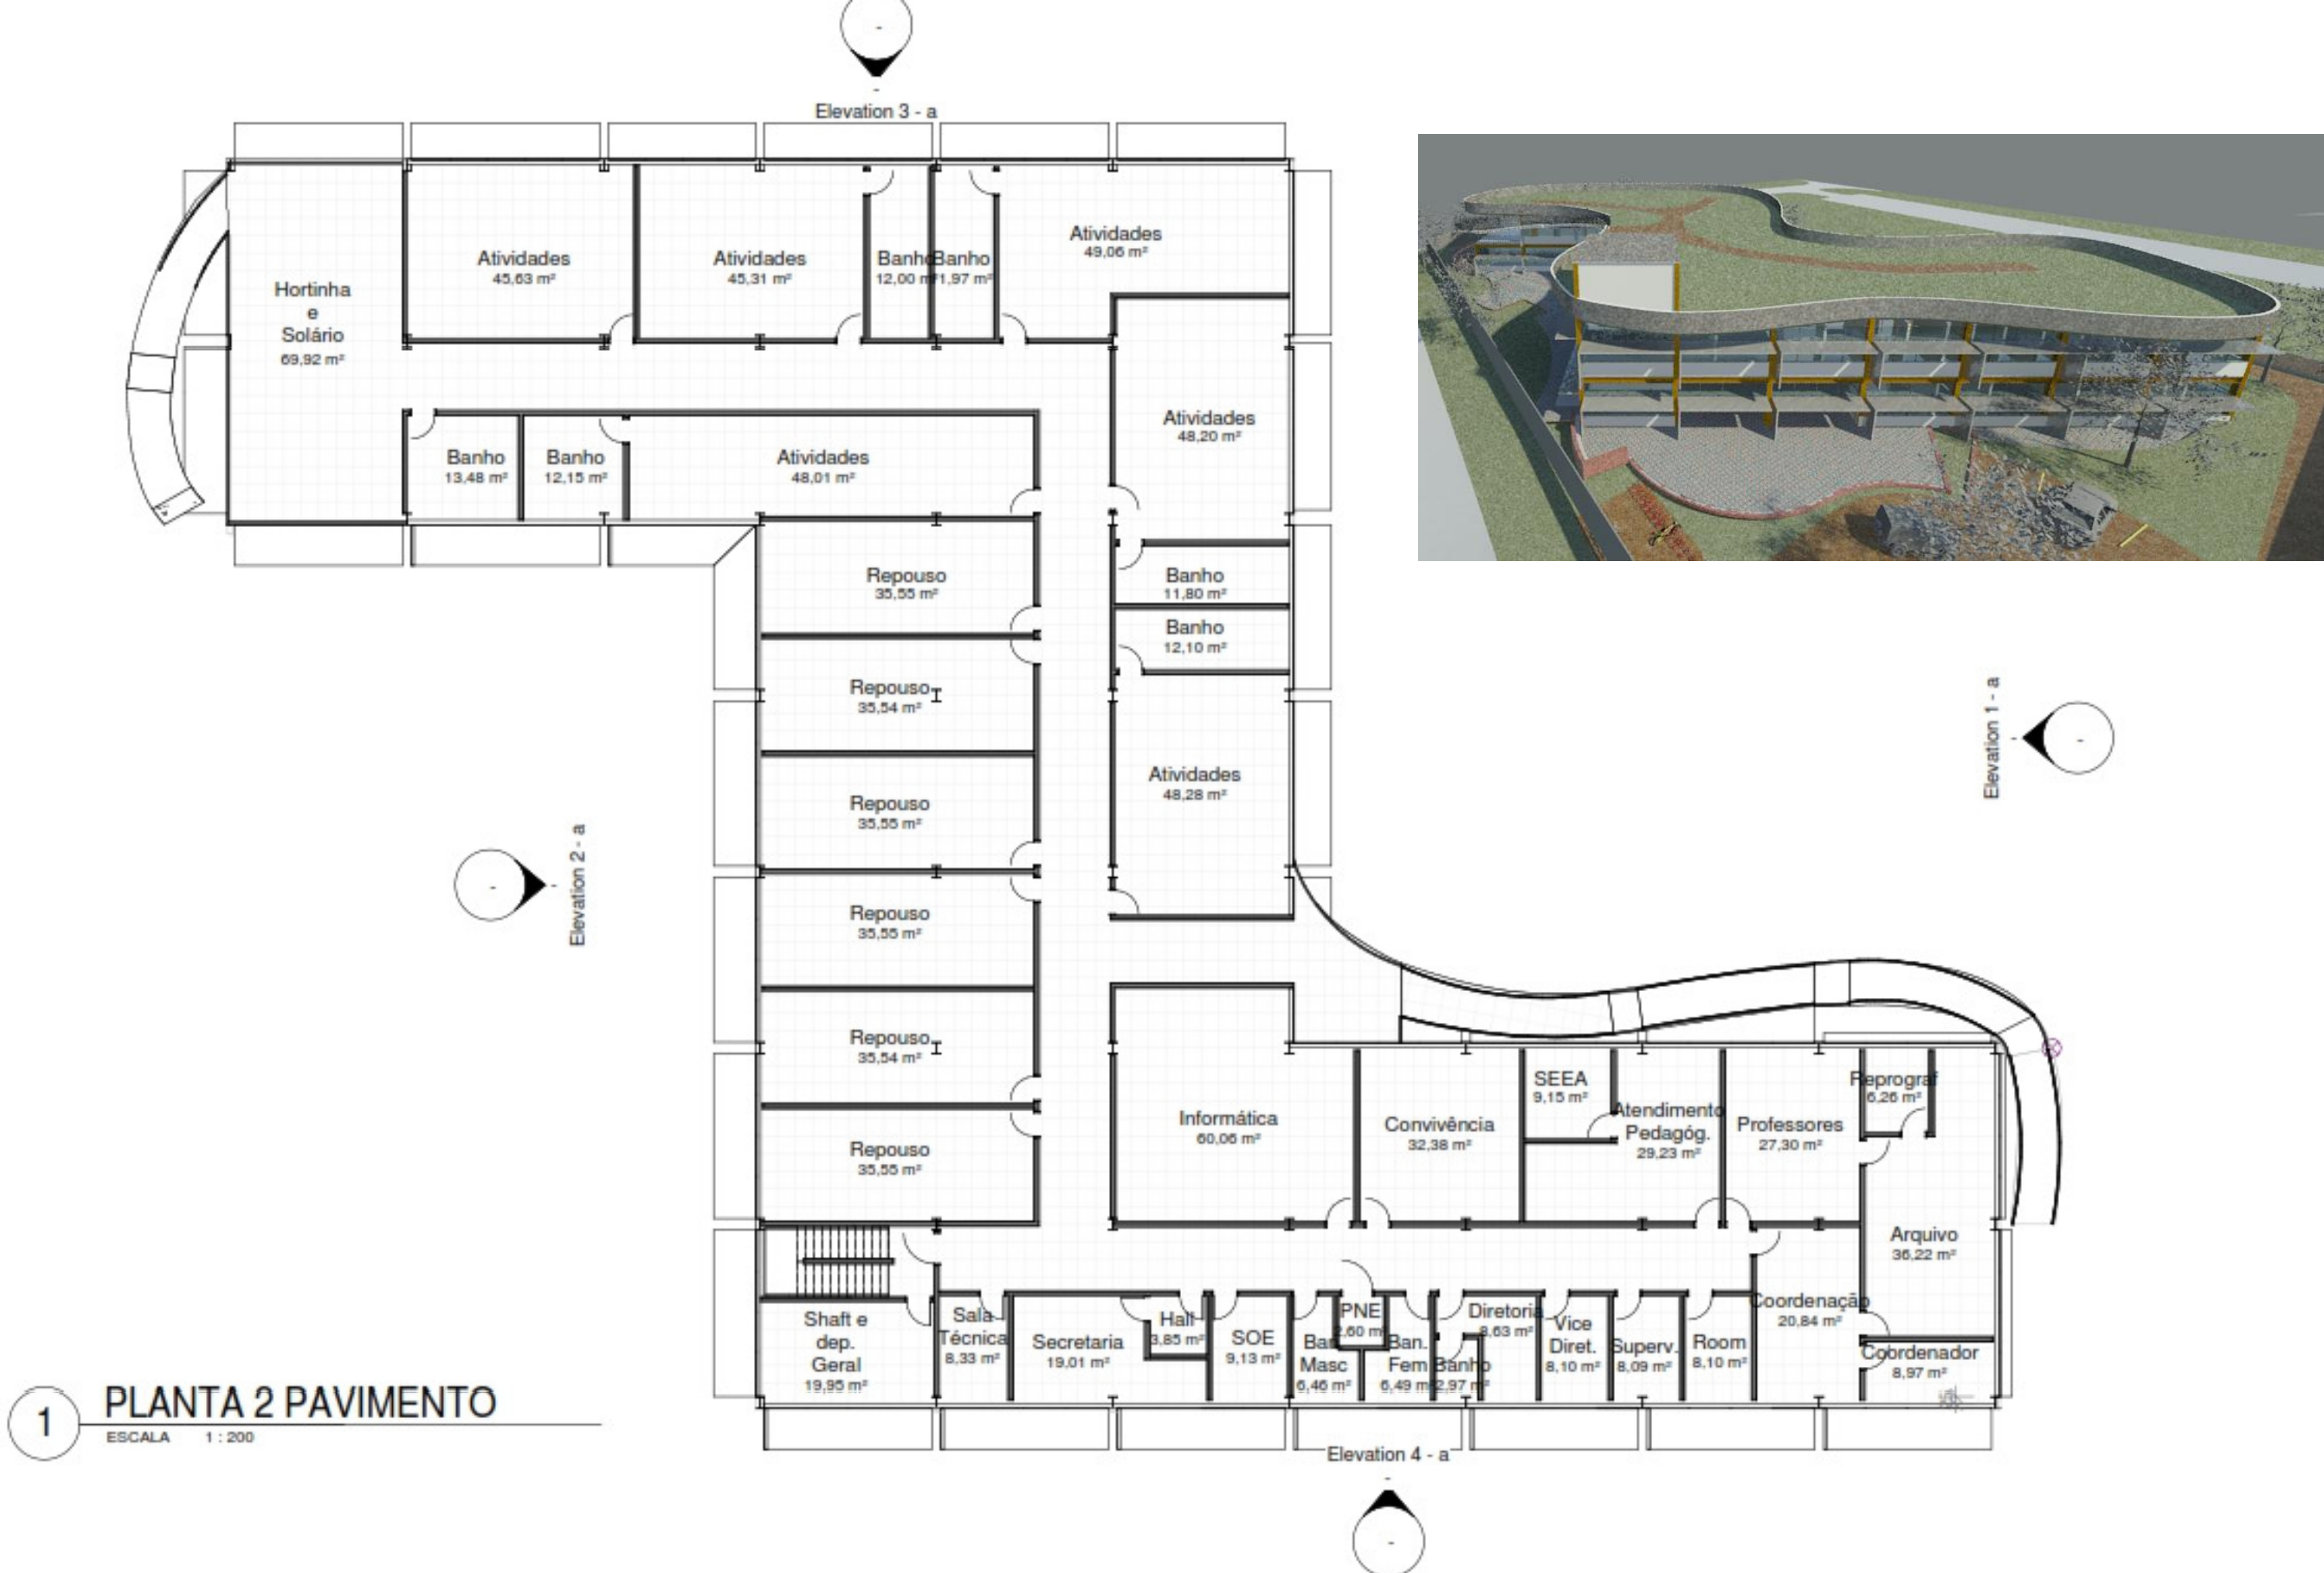 Elevation 3 - a
Hortinha
e
Solário
69,92 m²
Atividades
45,63 m²
Atividades
45,31 m²
Banho
12,00 m²
Banho
11,97 m²
Atividades
49,06 m²
Banho
13,48 m²
Banho
12,15 m²
Atividades
48,01 m²
Atividades
48,20 m²
Repouso
35,55 m²
Banho
11,80 m²
Banho
12,10 m²
Repouso
35,54 m²
Atividades
48,28 m²
Elevation 1 - a
Repouso
35,55 m²
Elevation 2 - a
Repouso
35,55 m²
Repouso
35,54 m²
Repouso
35,55 m²
Informática
60,06 m²
Convivência
32,38 m²
SEEA
9,15 m²
Atendimento
Pedagóg.
29,23 m²
Professores
27,30 m²
Reprograf
6,26 m²
Arquivo
36,22 m²
Shaft e
dep.
Geral
19,95 m²
Sala
Técnica
8,33 m²
Secretaria
19,01 m²
Hall
3,85 m²
SOE
9,13 m²
Ban.
Masc
6,46 m²
PNE
2,60 m²
Ban.
Fem
6,49 m²
Banho
2,97 m²
Diretoria
8,63 m²
Vice
Diret.
8,10 m²
Superv.
8,09 m²
Room
8,10 m²
Coordenação
20,84 m²
Coordenador
8,97 m²
1
PLANTA 2 PAVIMENTO
ESCALA 1 : 200
Elevation 4 - a